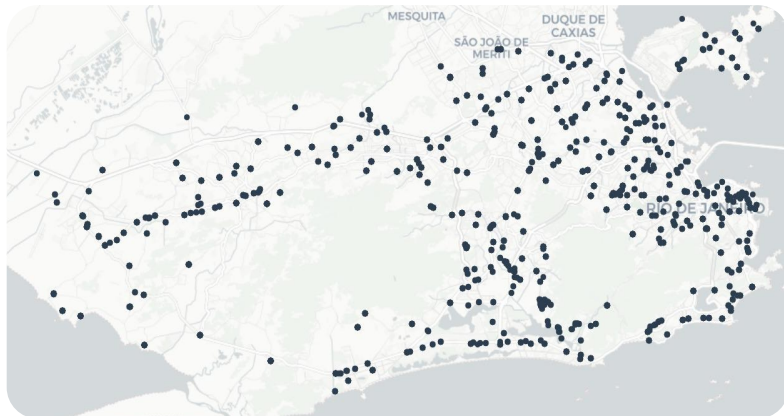 MESQUITA
DUQUE DE
CAXIAS
SÃO JOÃO DE
MERITI
RIO DE JANEIRO